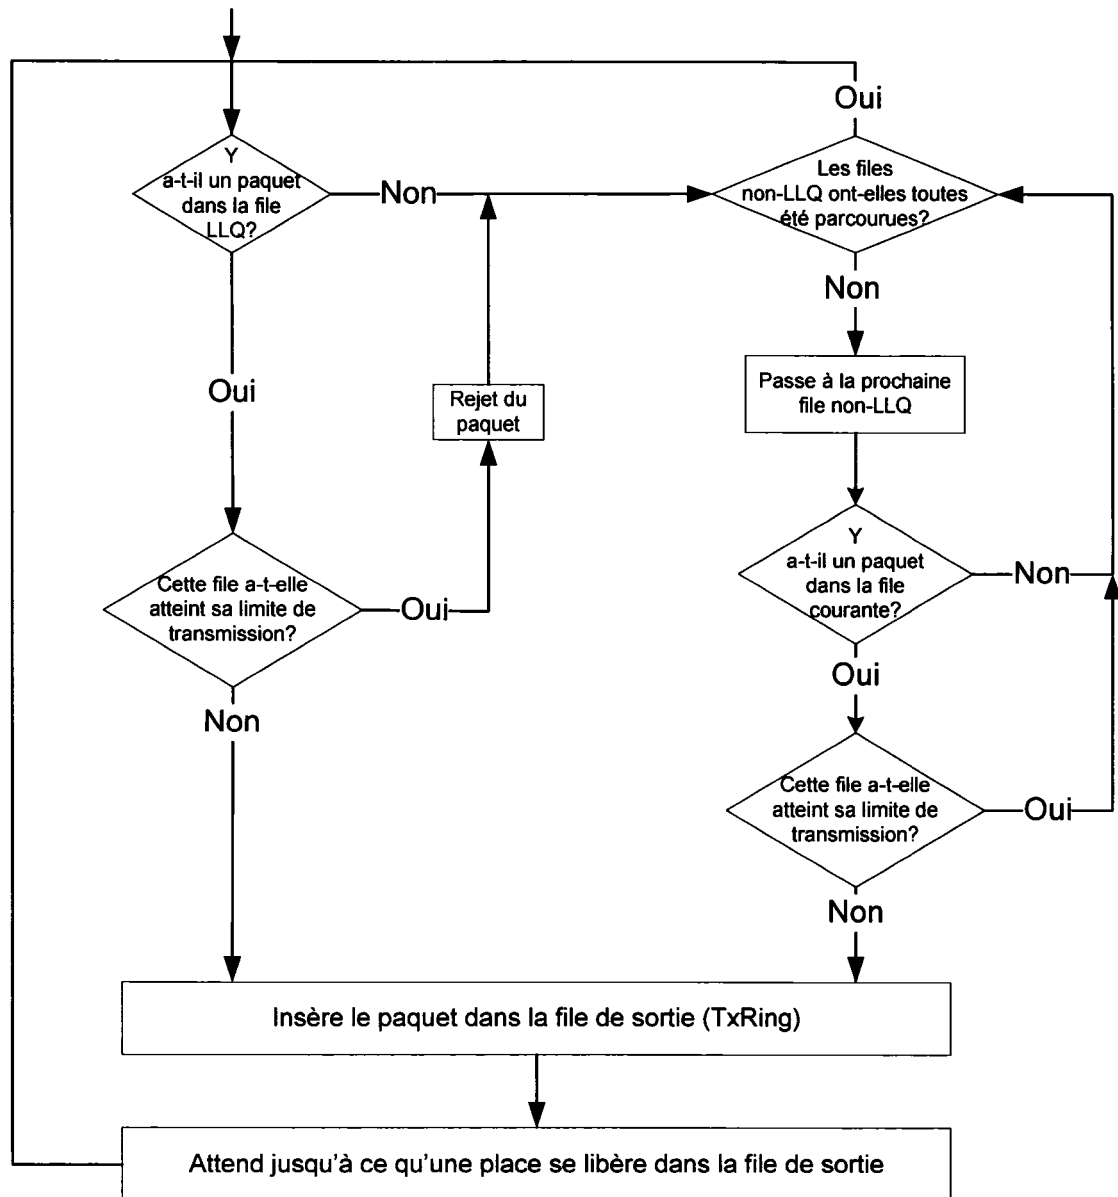 Oui
Y
a-t-il un paquet
dans la file
LLQ?
Non
Les files
non-LLQ ont-elles toutes
été parcourues?
Non
Oui
Rejet du
paquet
Passe à la prochaine
file non-LLQ
Y
a-t-il un paquet
dans la file
courante?
Non
Cette file a-t-elle
atteint sa limite de
transmission?
Oui
Oui
Non
Cette file a-t-elle
atteint sa limite de
transmission?
Oui
Non
Insère le paquet dans la file de sortie (TxRing)
Attend jusqu'à ce qu'une place se libère dans la file de sortie